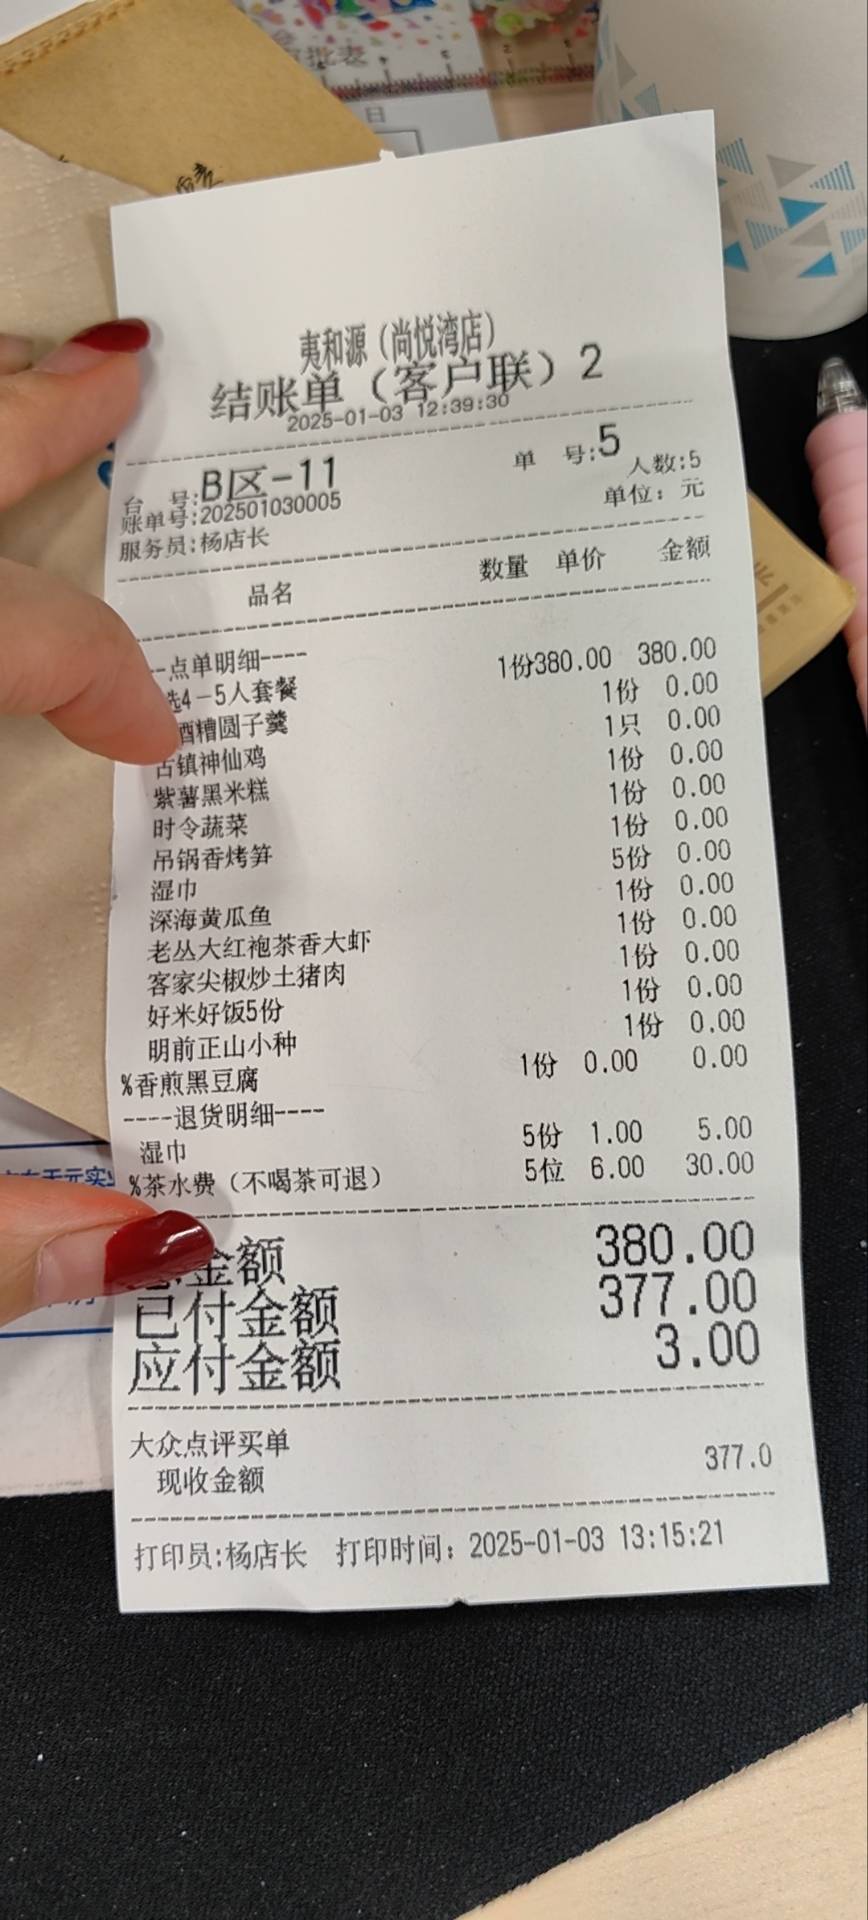 批表
日
夷和源（尚悦湾店）
结账单（客户联）2
2025-01-03 12:39:30
台 号:B区-11 单 号:5
账单号:202501030005 人数:5
服务员:杨店长 单位：元
品名 数量 单价 金额
--点单明细----
选4-5人套餐 1份380.00 380.00
酒糟圆子羹 1份 0.00
古镇神仙鸡 1只 0.00
紫薯黑米糕 1份 0.00
时令蔬菜 1份 0.00
吊锅香烤笋 1份 0.00
湿巾 5份 0.00
深海黄瓜鱼 1份 0.00
老丛大红袍茶香大虾 1份 0.00
客家尖椒炒土猪肉 1份 0.00
好米好饭5份 1份 0.00
明前正山小种 1份 0.00
%香煎黑豆腐 1份 0.00 0.00
----退货明细----
湿巾 5份 1.00 5.00
%茶水费（不喝茶可退） 5位 6.00 30.00
金额 380.00
已付金额 377.00
应付金额 3.00
大众点评买单
现收金额 377.0
打印员:杨店长 打印时间：2025-01-03 13:15:21